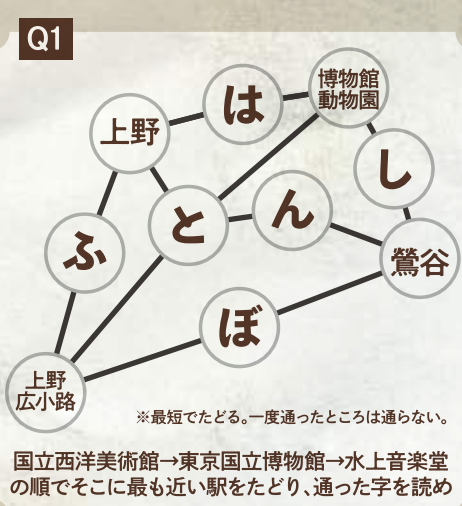 Q1
は
博物館
動物園
上野
し
と
ん
ふ
鶯谷
ぼ
上野
広小路
※最短でたどる。一度通ったところは通らない。
国立西洋美術館→東京国立博物館→水上音楽堂
の順でそこに最も近い駅をたどり、通った字を読め